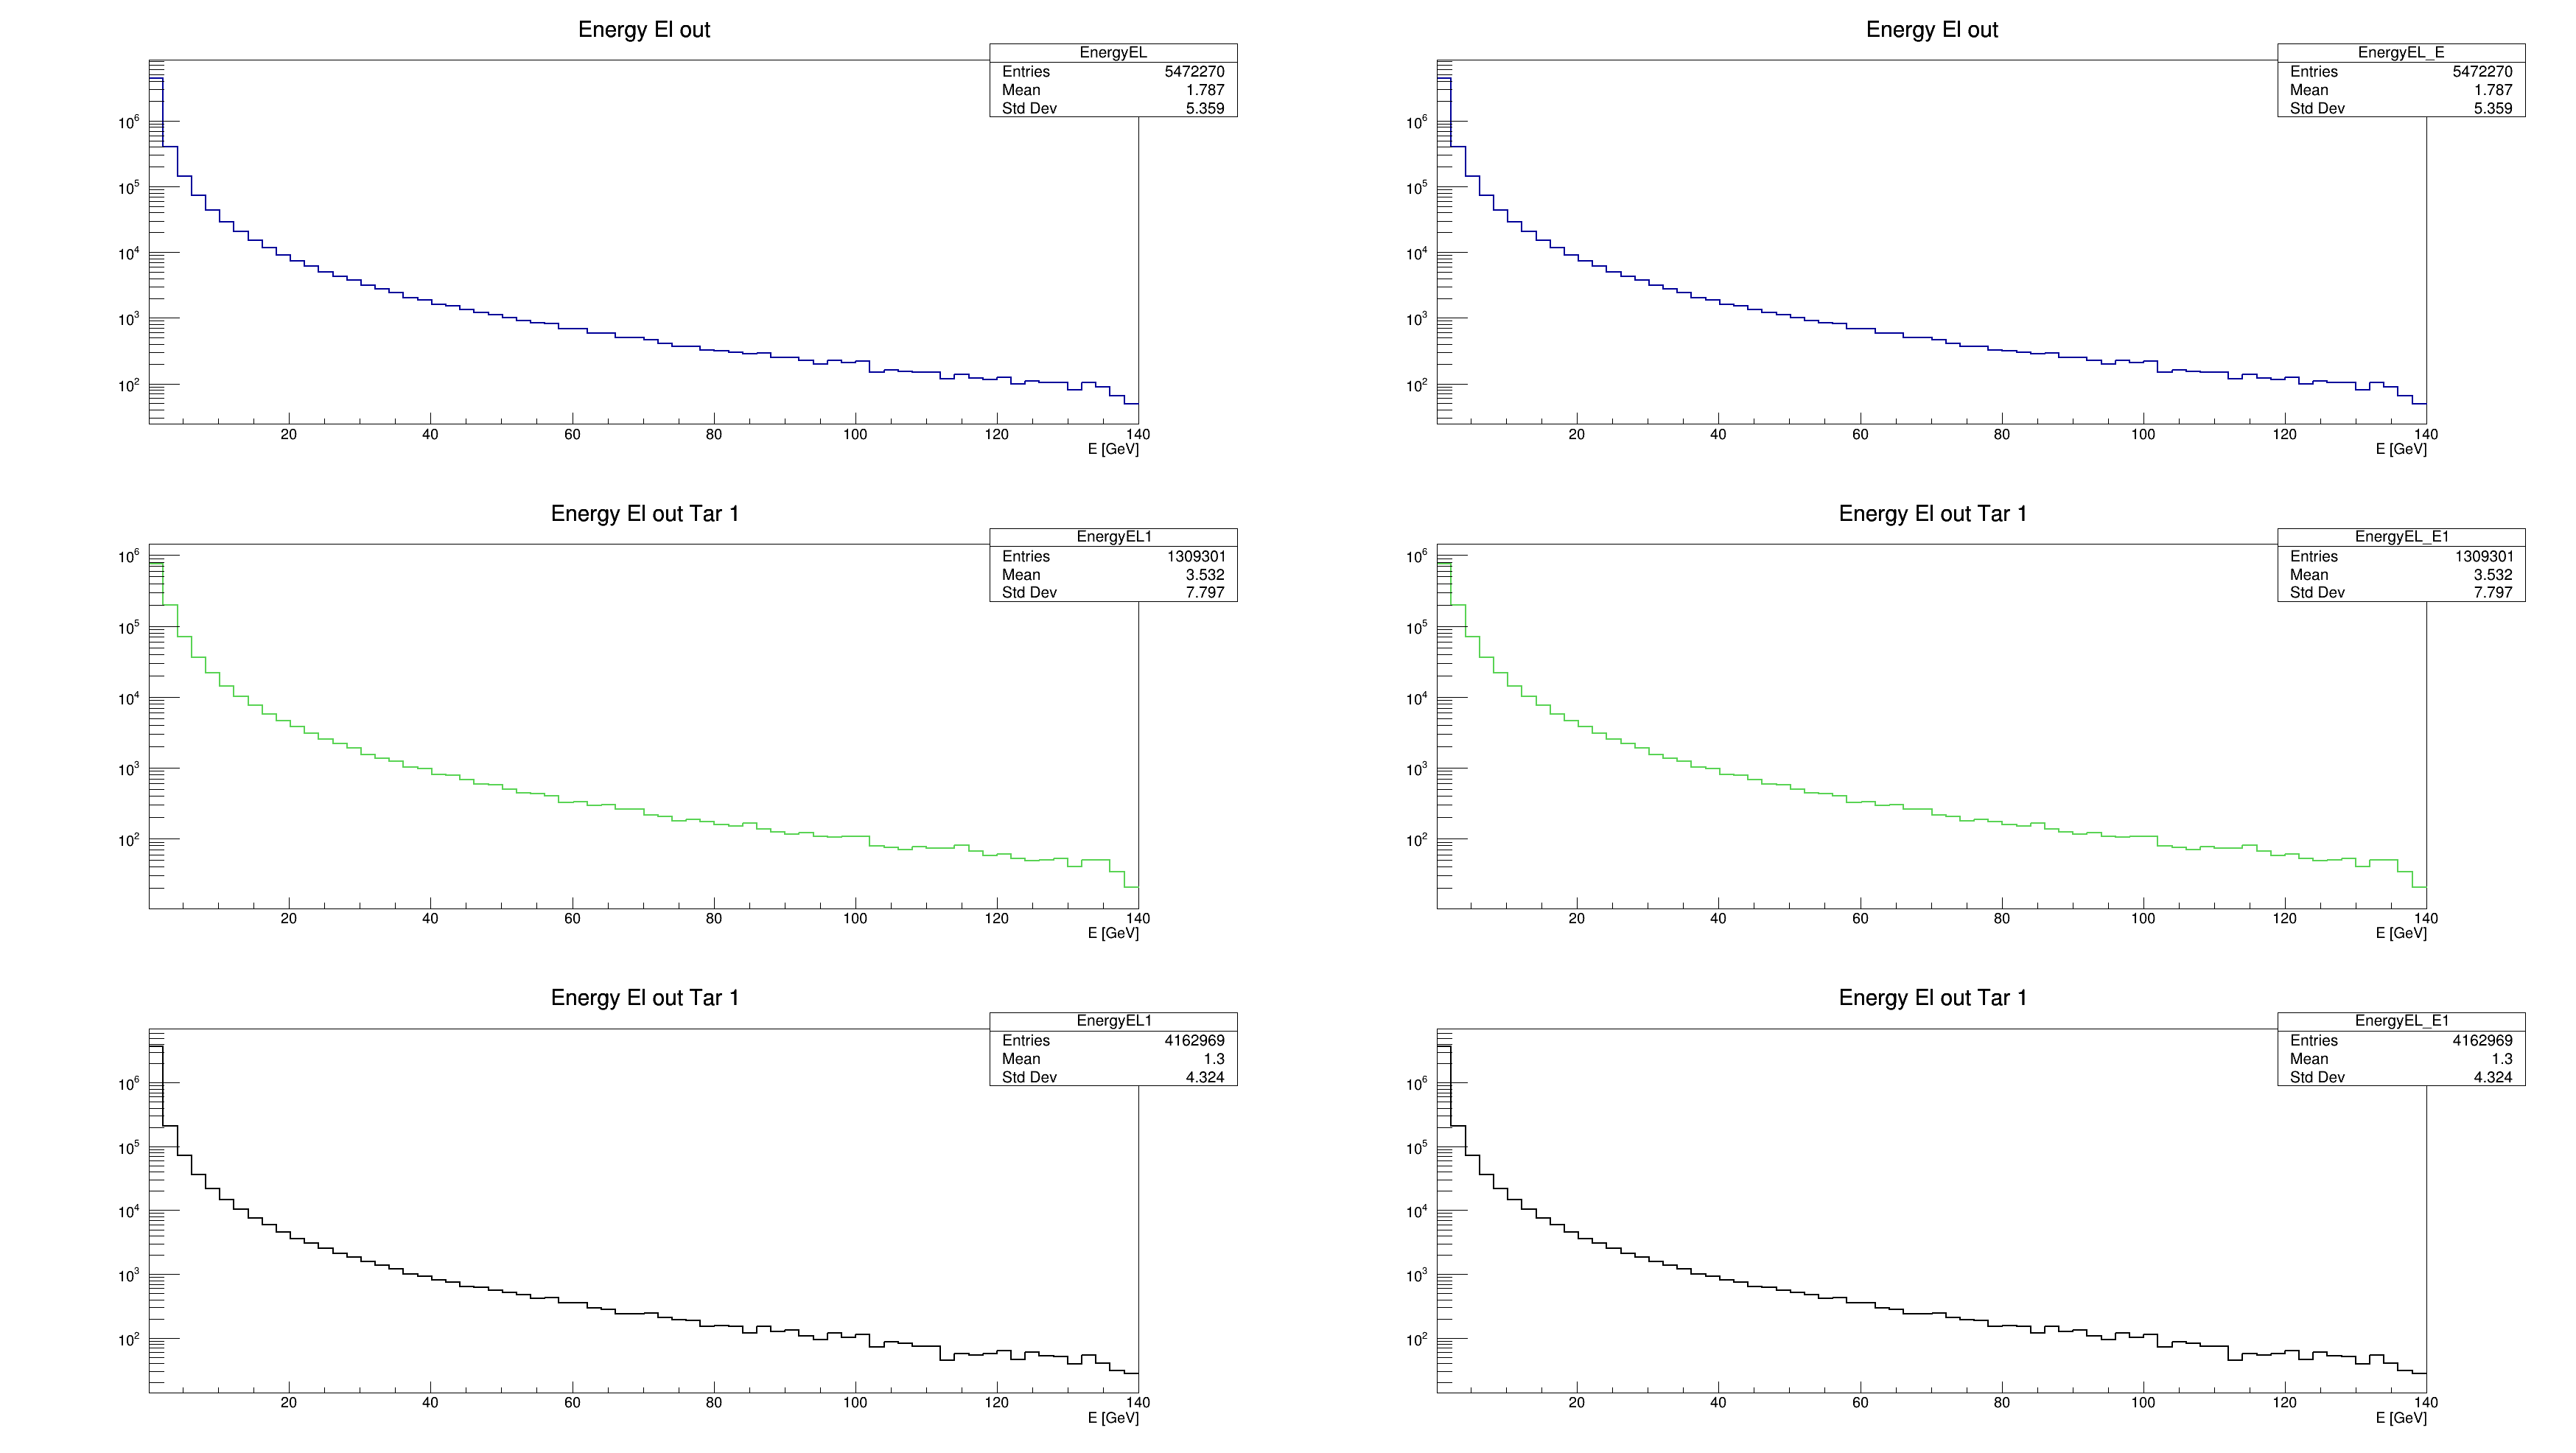 Energy El out
EnergyEL
Entries 5472270
Mean 1.787
Std Dev 5.359
10^6
10^5
10^4
10^3
10^2
20 40 60 80 100 120 140
E [GeV]
Energy El out
EnergyEL_E
Entries 5472270
Mean 1.787
Std Dev 5.359
10^6
10^5
10^4
10^3
10^2
20 40 60 80 100 120 140
E [GeV]
Energy El out Tar 1
EnergyEL1
Entries 1309301
Mean 3.532
Std Dev 7.797
10^6
10^5
10^4
10^3
10^2
20 40 60 80 100 120 140
E [GeV]
Energy El out Tar 1
EnergyEL_E1
Entries 1309301
Mean 3.532
Std Dev 7.797
10^6
10^5
10^4
10^3
10^2
20 40 60 80 100 120 140
E [GeV]
Energy El out Tar 1
EnergyEL1
Entries 4162969
Mean 1.3
Std Dev 4.324
10^6
10^5
10^4
10^3
10^2
20 40 60 80 100 120 140
E [GeV]
Energy El out Tar 1
EnergyEL_E1
Entries 4162969
Mean 1.3
Std Dev 4.324
10^6
10^5
10^4
10^3
10^2
20 40 60 80 100 120 140
E [GeV]